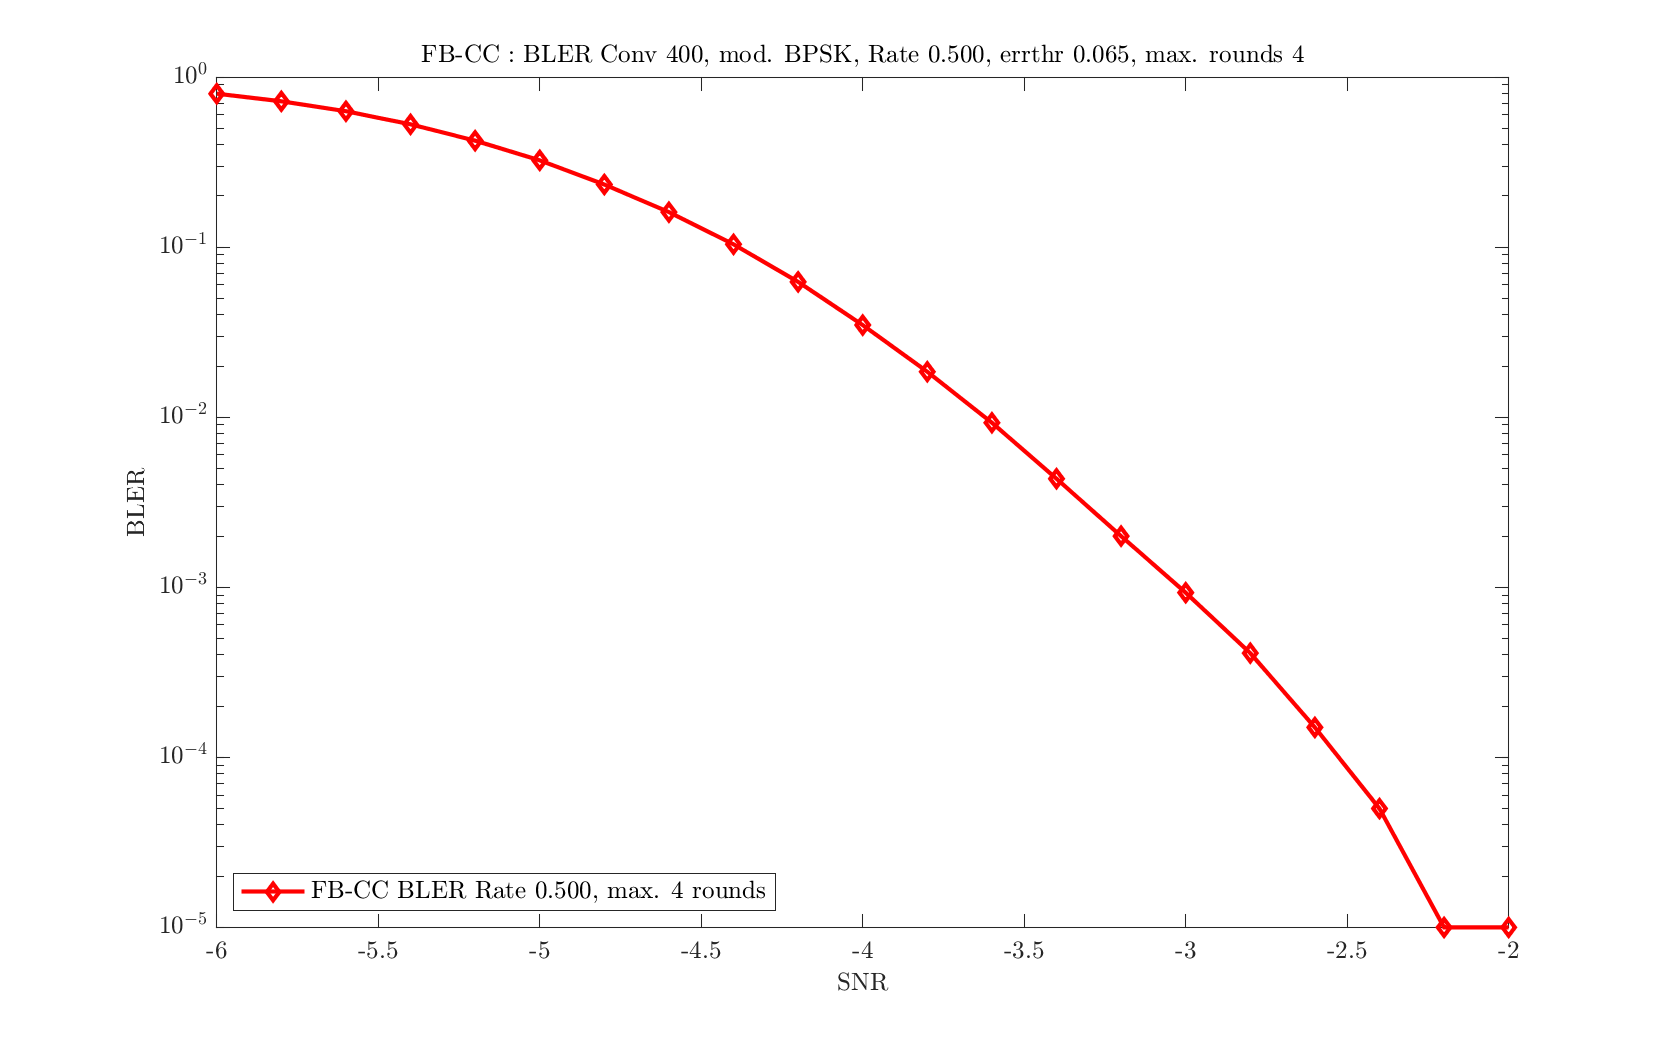 FB-CC : BLER Conv 400, mod. BPSK, Rate 0.500, errthr 0.065, max. rounds 4
10^0
10^-1
10^-2
10^-3
10^-4
10^-5
BLER
FB-CC BLER Rate 0.500, max. 4 rounds
-6 -5.5 -5 -4.5 -4 -3.5 -3 -2.5 -2
SNR